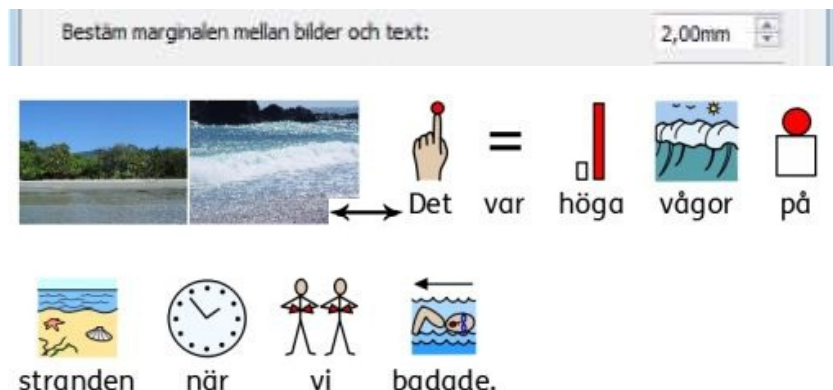 Bestäm marginalen mellan bilder och text: 2,00mm
Det var höga vågor på
stranden när vi badade.